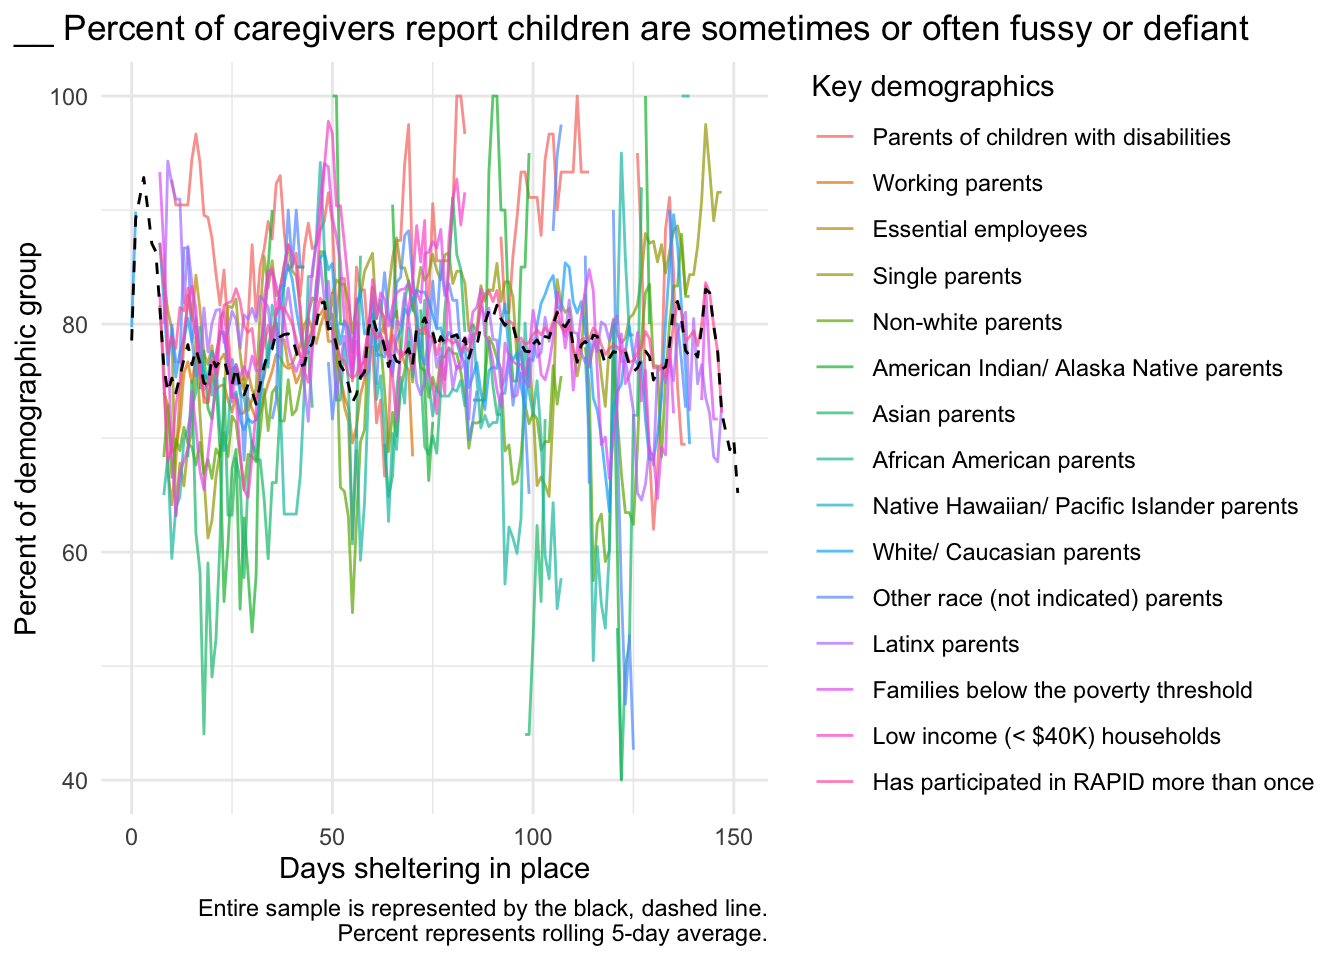 __ Percent of caregivers report children are sometimes or often fussy or defiant
Percent of demographic group
100
80
60
40
0
50
100
150
Days sheltering in place
Entire sample is represented by the black, dashed line.
Percent represents rolling 5-day average.
Key demographics
Parents of children with disabilities
Working parents
Essential employees
Single parents
Non-white parents
American Indian/ Alaska Native parents
Asian parents
African American parents
Native Hawaiian/ Pacific Islander parents
White/ Caucasian parents
Other race (not indicated) parents
Latinx parents
Families below the poverty threshold
Low income (< $40K) households
Has participated in RAPID more than once